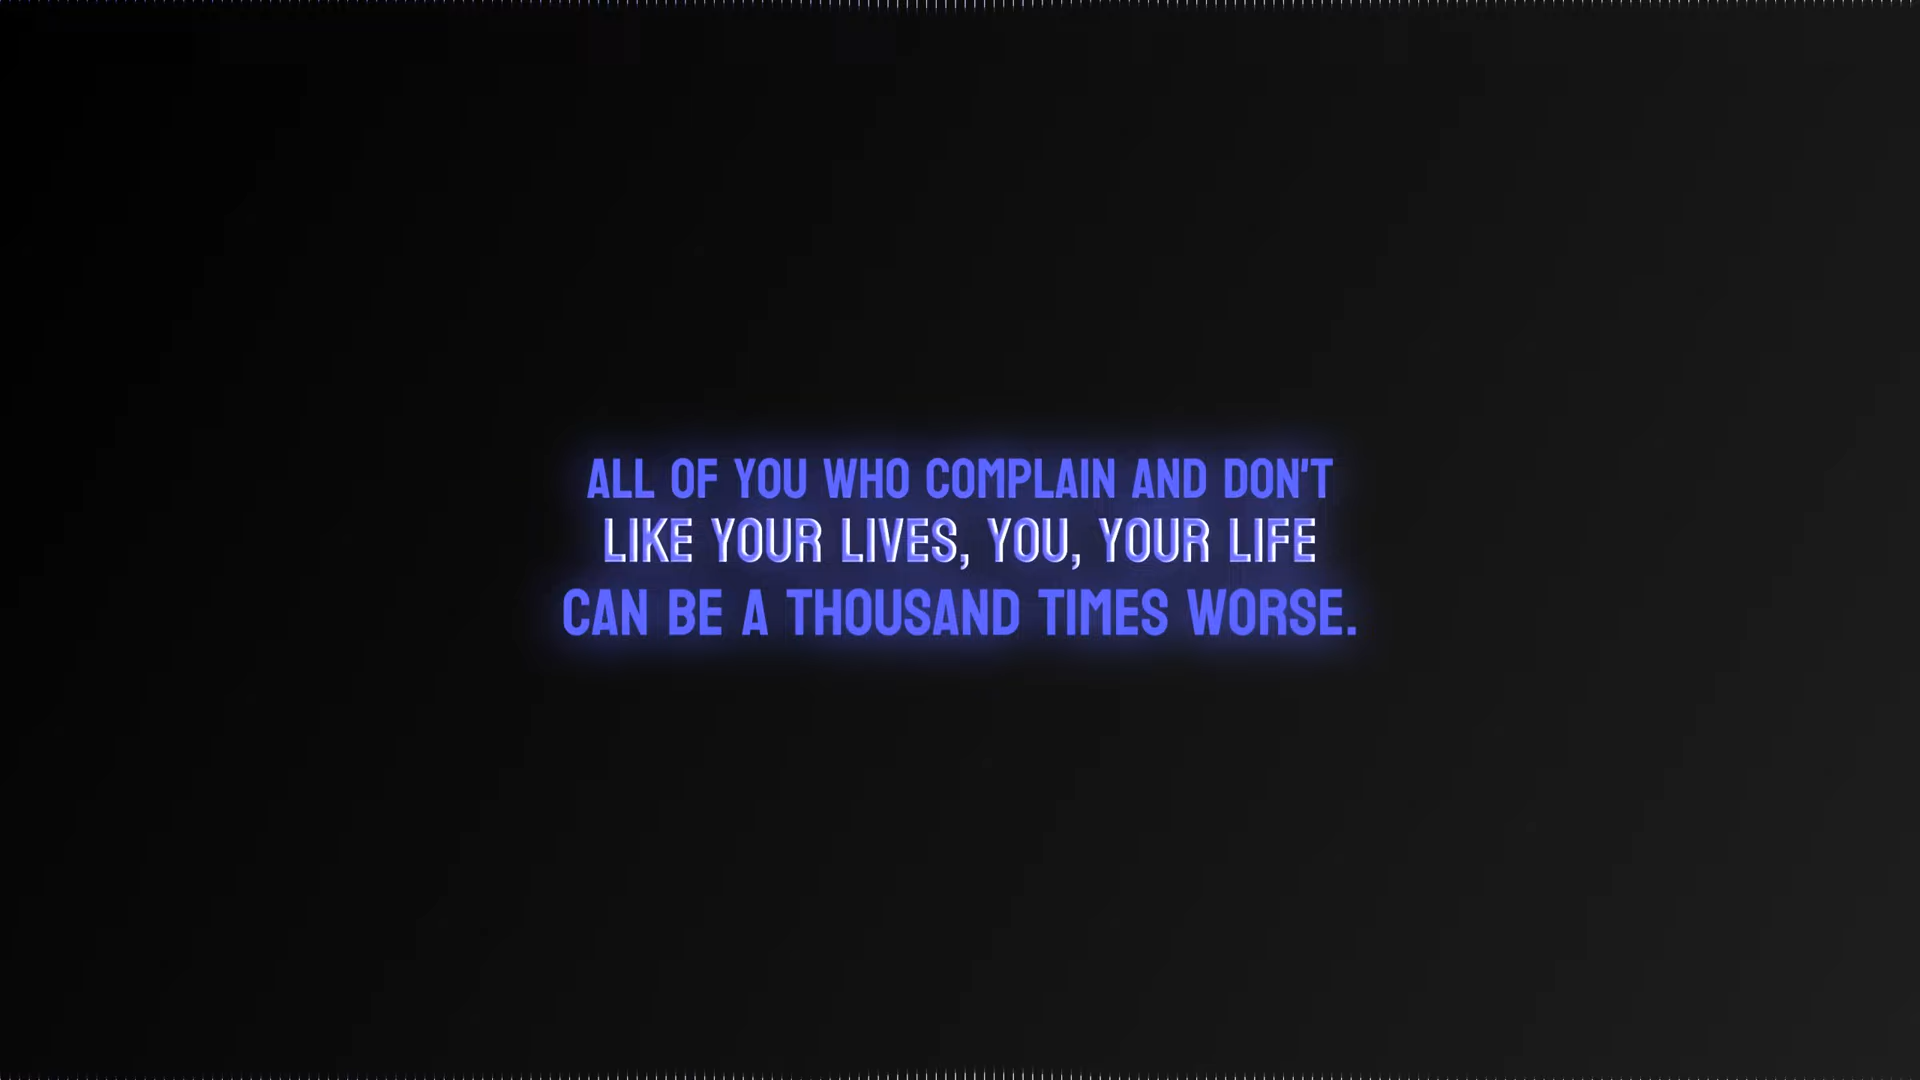 ALL OF YOU WHO COMPLAIN AND DON'T
LIKE YOUR LIVES, YOU, YOUR LIFE
CAN BE A THOUSAND TIMES WORSE.